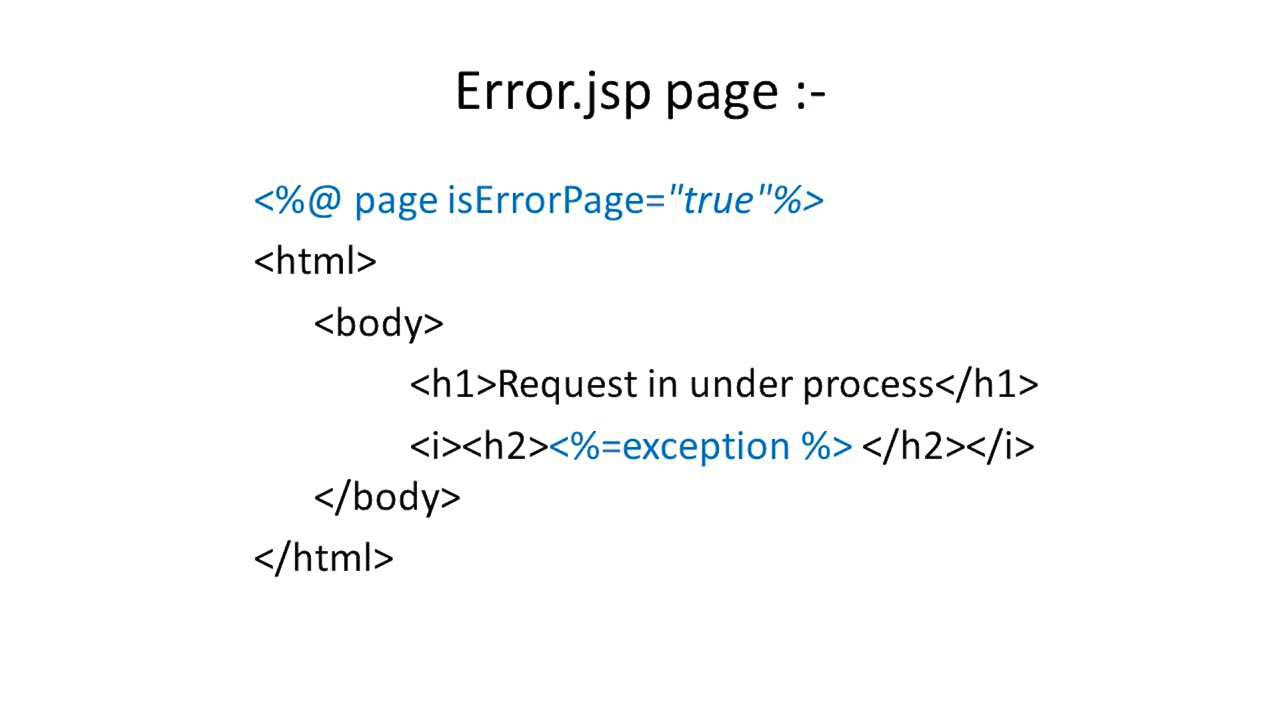 Error.jsp page :-
<%@ page isErrorPage="true"%>
<html>
<body>
<h1>Request in under process</h1>
<i><h2><%=exception %> </h2></i>
</body>
</html>